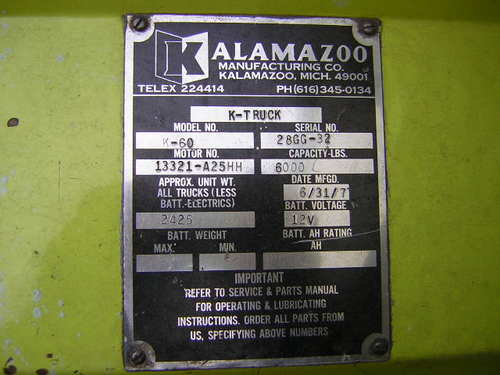 KALAMAZOO
MANUFACTURING CO.
KALAMAZOO, MICH. 49001
TELEX 224414 PH(616)345-0134
K-TRUCK
MODEL NO. SERIAL NO.
K-60 28GG-32
MOTOR NO. CAPACITY-LBS.
13321-A25HH 6000
APPROX. UNIT WT. DATE MFGD.
ALL TRUCKS (LESS 6/31/7
BATT.-ELECTRICS) BATT. VOLTAGE
2425 12V
BATT. WEIGHT BATT. AH RATING
MAX. MIN. AH
IMPORTANT
REFER TO SERVICE & PARTS MANUAL
FOR OPERATING & LUBRICATING
INSTRUCTIONS. ORDER ALL PARTS FROM
US, SPECIFYING ABOVE NUMBERS